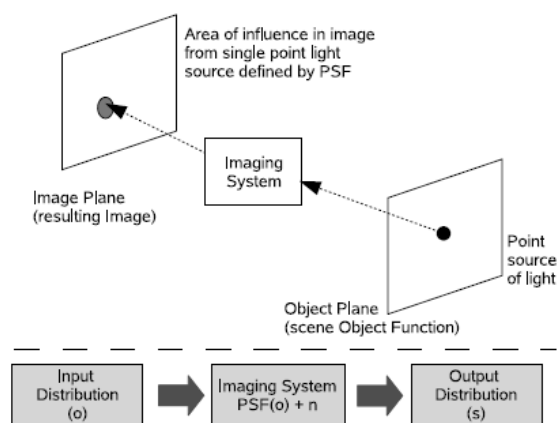 Area of influence in image
from single point light
source defined by PSF
Imaging
System
Image Plane
(resulting Image)
Point
source
of light
Object Plane
(scene Object Function)
Input
Distribution
(o)
Imaging System
PSF(o) + n
Output
Distribution
(s)